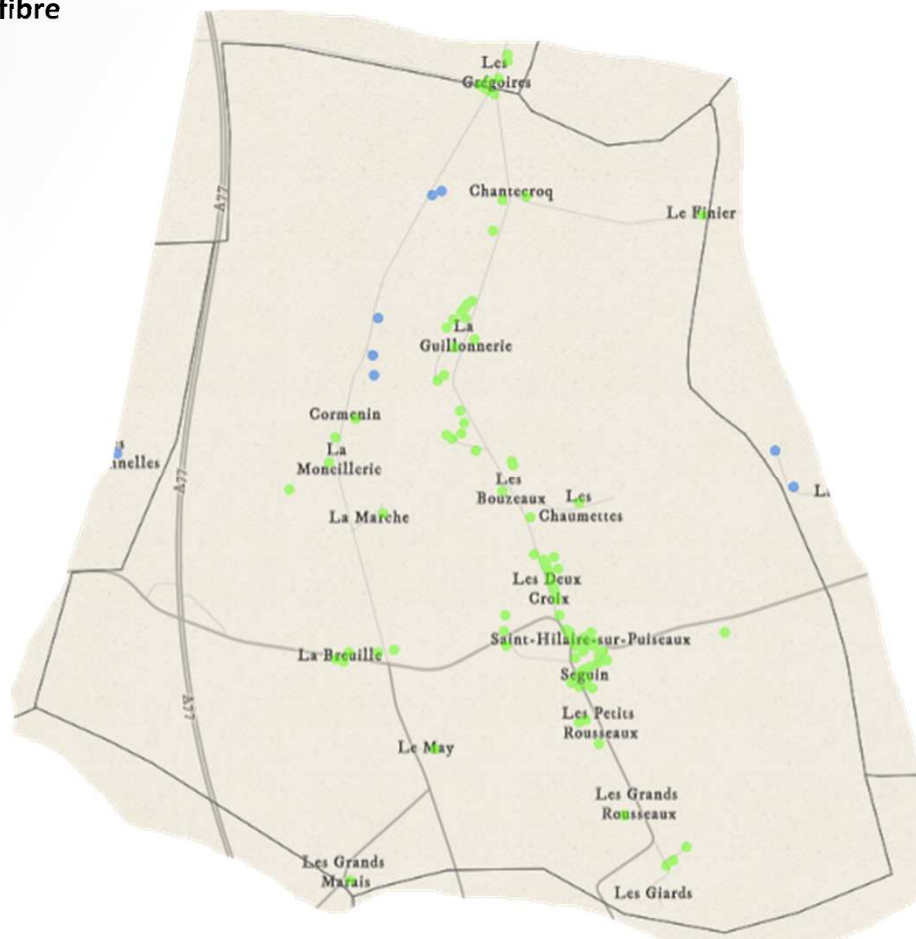 fibre
Les
Grégoires
A77
Chantecroq
Le Finier
La
Guillonnerie
Cormenin
La
Moncillerie
inelles
A77
Les
Bouzeaux
Les
Chaumettes
La Marche
Les Deux
Croix
Saint-Hilaire-sur-Puiseaux
La Breuille
Seguin
A77
Les Petits
Rousseaux
Le May
Les Grands
Rousseaux
Les Grands
Marais
Les Giards